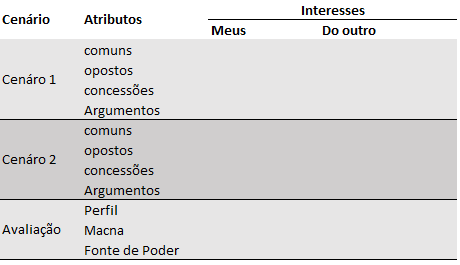 Cenário Atributos Interesses
Meus Do outro
comuns
opostos
Cenáro 1
concessões
Argumentos
comuns
opostos
Cenáro 2
concessões
Argumentos
Perfil
Avaliação Macna
Fonte de Poder